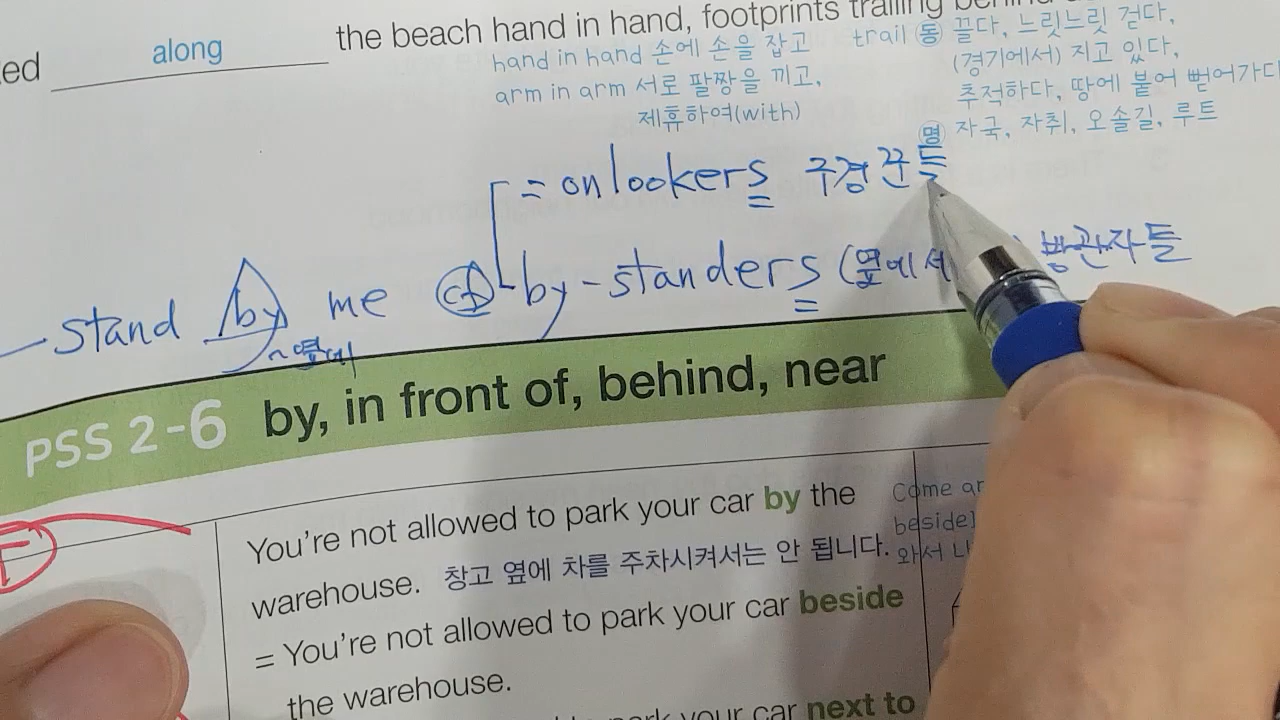 the beach hand in hand, footprints trailing behind
ed along
hand in hand 손에 손을 잡고
arm in arm 서로 팔짱을 끼고,
제휴하여(with)
trail 동 끌다, 느릿느릿 걷다,
(경기에서) 지고 있다,
추적하다, 땅에 붙어 뻗어가다
명 자국, 자취, 오솔길, 루트
= onlookers 구경꾼들
stand by me cf by-standers (옆에서 방관자들
~옆에
PSS 2-6 by, in front of, behind, near
You're not allowed to park your car by the
warehouse. 창고 옆에 차를 주차시켜서는 안 됩니다.
= You're not allowed to park your car beside
the warehouse.
park your car next to
Come
beside
와서
F